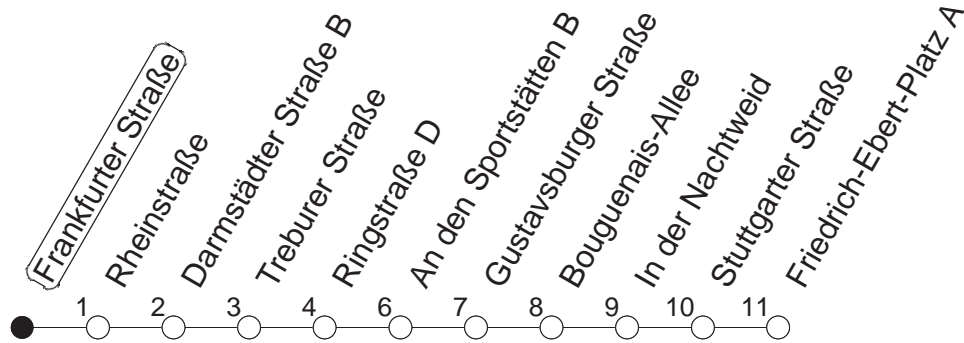 Frankfurter Straße
Rheinstraße
Darmstädter Straße B
Treburer Straße
Ringstraße D
An den Sportstätten B
Gustavsburger Straße
Bouguenais-Allee
In der Nachtweid
Stuttgarter Straße
Friedrich-Ebert-Platz A
1 2 3 4 6 7 8 9 10 11